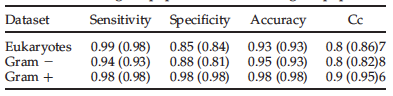 Dataset Sensitivity Specificity Accuracy Cc
Eukaryotes 0.99 (0.98) 0.85 (0.84) 0.93 (0.93) 0.8 (0.86)7
Gram − 0.94 (0.93) 0.88 (0.81) 0.95 (0.93) 0.8 (0.82)8
Gram + 0.98 (0.98) 0.98 (0.98) 0.98 (0.98) 0.9 (0.95)6